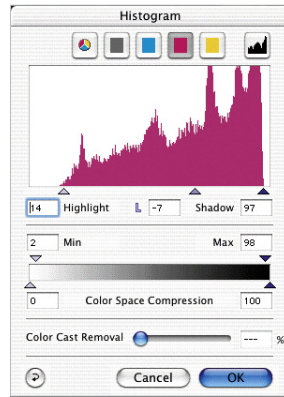 Histogram
14 Highlight L -7 Shadow 97
2 Min Max 98
0 Color Space Compression 100
Color Cast Removal --- %
Cancel OK